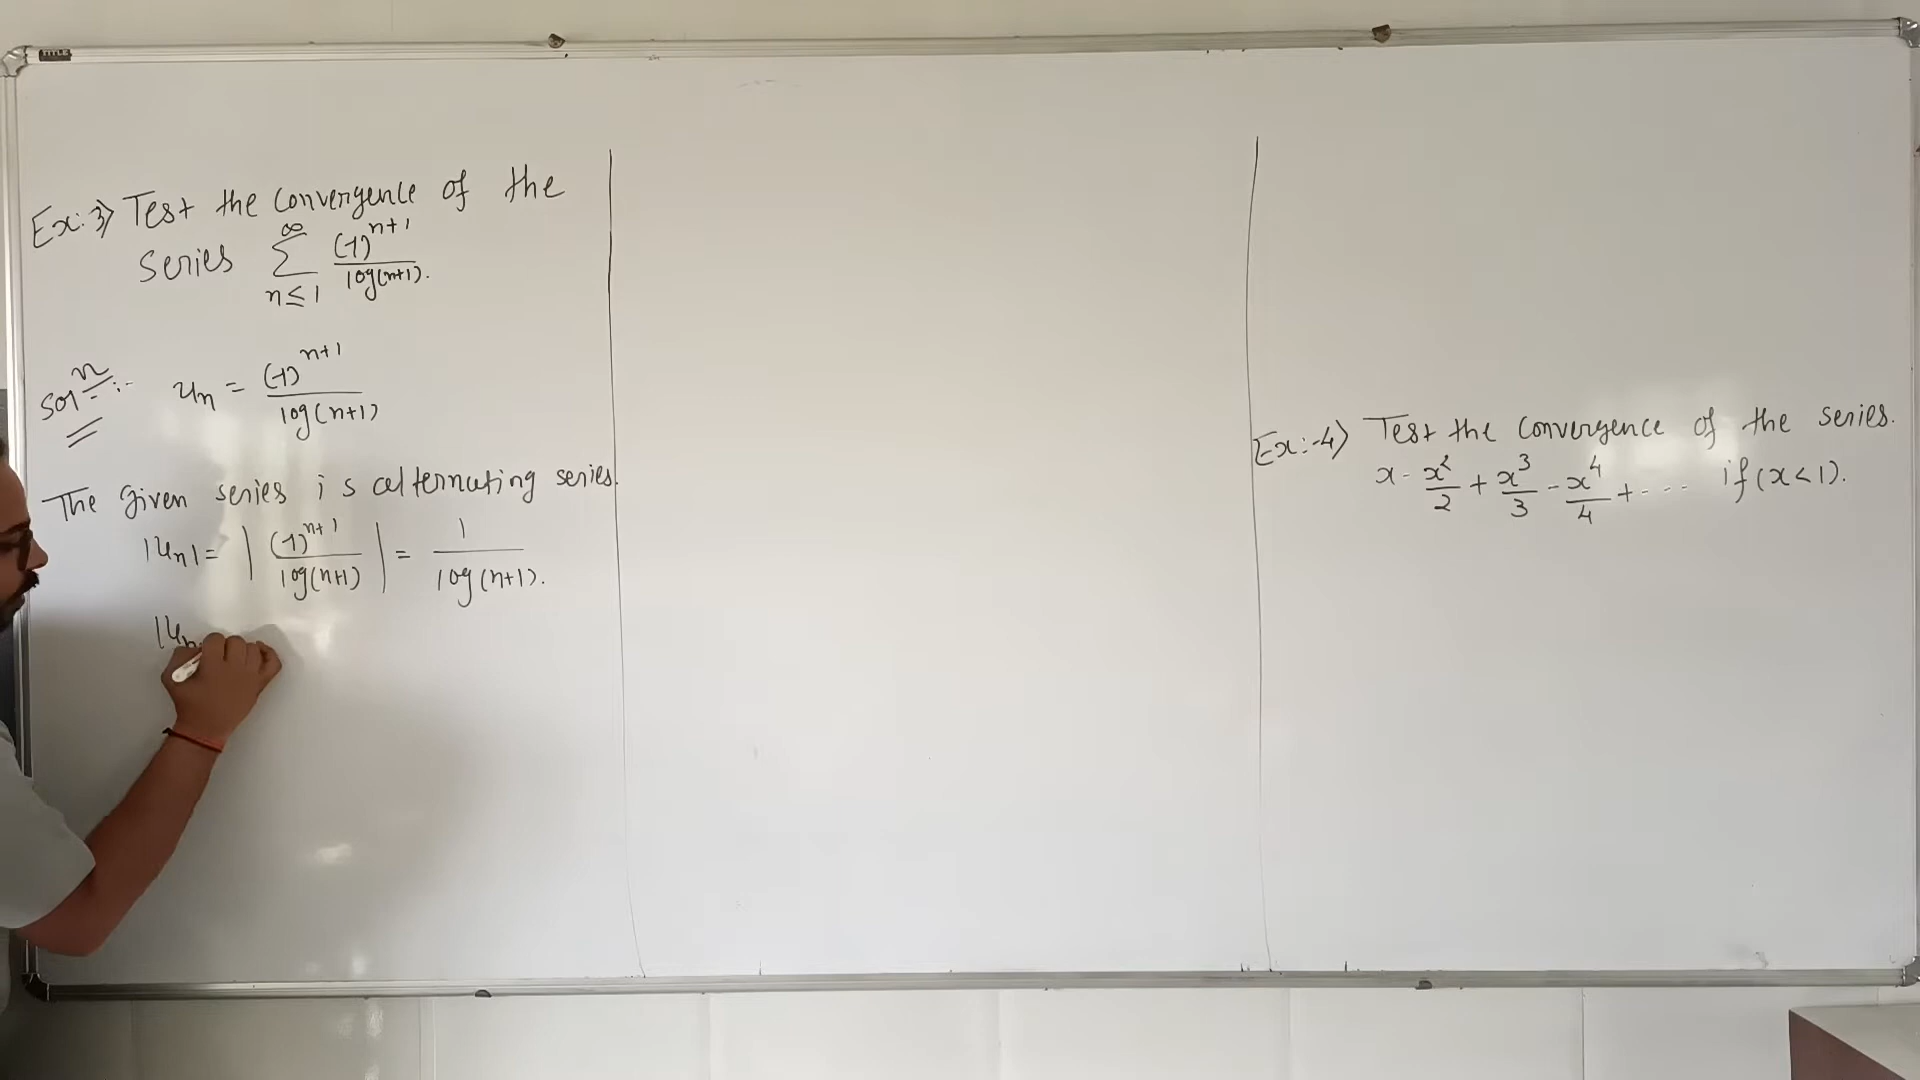 TITLE
Ex:3) Test the convergence of the
series ∑_{n≤1}^{∞} (-1)^{n+1}/log(n+1).
Solⁿ:- uₙ = (-1)^{n+1}/log(n+1)
The given series is alternating series.
|uₙ| = |(-1)^{n+1}/log(n+1)| = 1/log(n+1).
|uₙ
Ex:-4) Test the convergence of the series.
x - x²/2 + x³/3 - x⁴/4 + --- if (x<1).